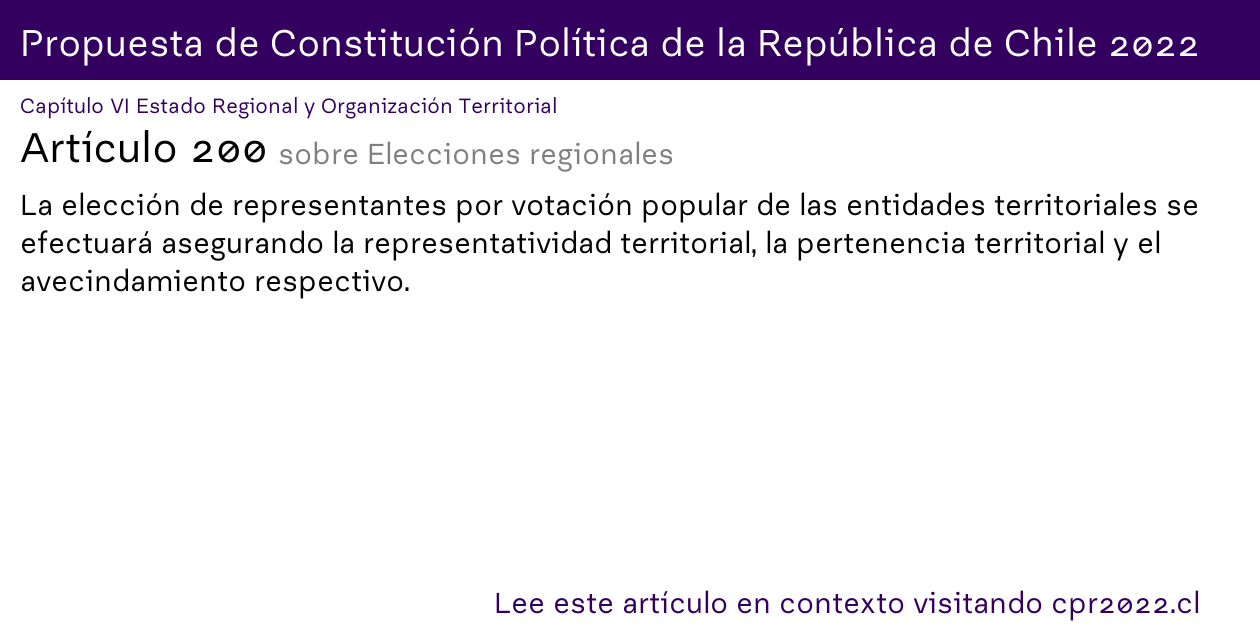 Propuesta de Constitución Política de la República de Chile 2022
Capítulo VI Estado Regional y Organización Territorial
Artículo 200 sobre Elecciones regionales
La elección de representantes por votación popular de las entidades territoriales se
efectuará asegurando la representatividad territorial, la pertenencia territorial y el
avecindamiento respectivo.
Lee este artículo en contexto visitando cpr2022.cl